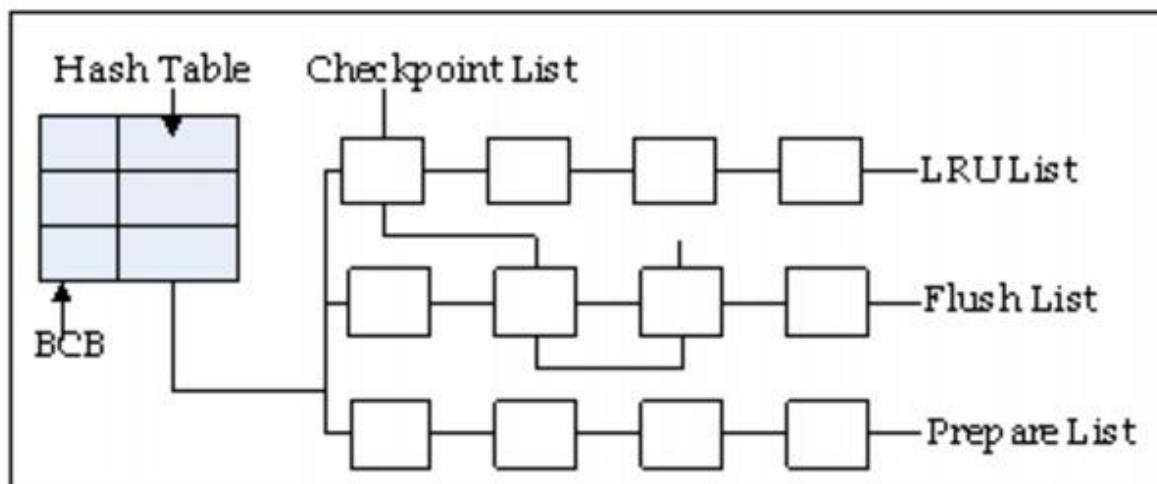 Hash Table
Checkpoint List
LRU List
Flush List
BCB
Prepare List